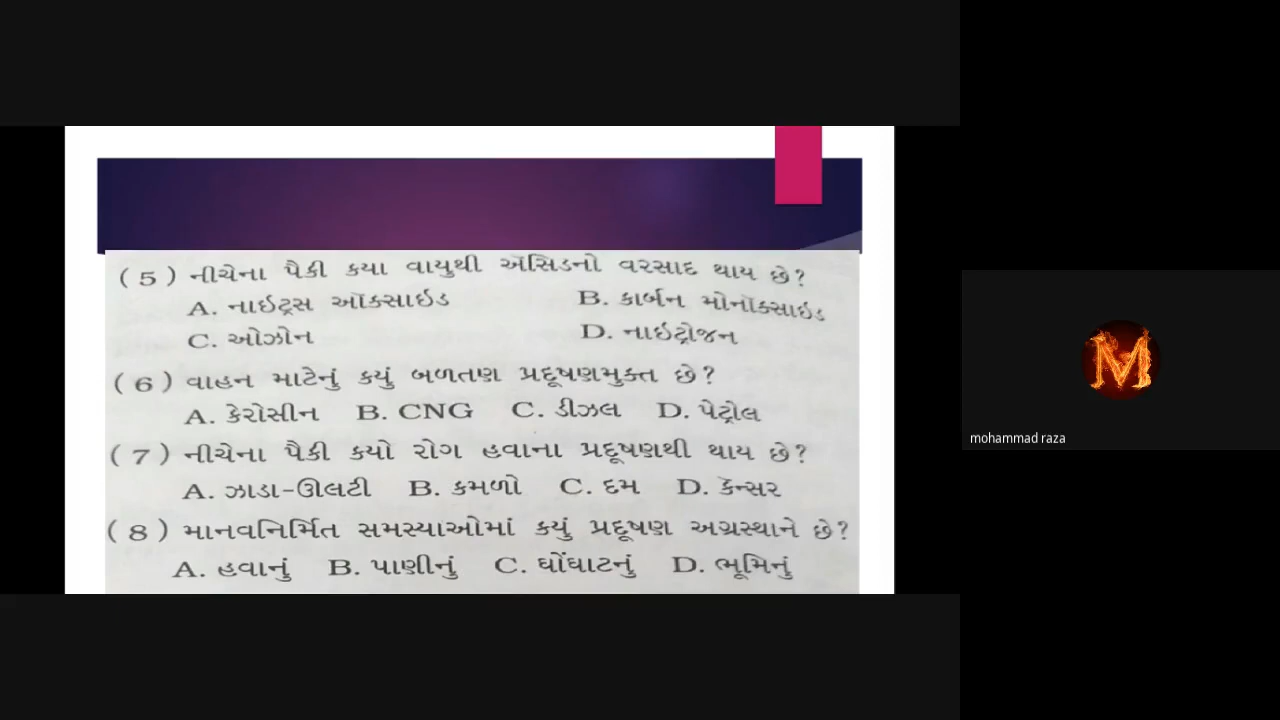 (5) નીચેના પૈકી કયા વાયુથી ઍસિડનો વરસાદ થાય છે?
A. નાઇટ્રસ ઑક્સાઇડ B. કાર્બન મોનૉક્સાઇડ
C. ઓઝોન D. નાઇટ્રોજન
(6) વાહન માટેનું કયું બળતણ પ્રદૂષણમુક્ત છે?
A. કેરોસીન B. CNG C. ડીઝલ D. પેટ્રોલ
(7) નીચેના પૈકી કયો રોગ હવાના પ્રદૂષણથી થાય છે?
A. ઝાડા-ઊલટી B. કમળો C. દમ D. કૅન્સર
(8) માનવનિર્મિત સમસ્યાઓમાં કયું પ્રદૂષણ અગ્રસ્થાને છે?
A. હવાનું B. પાણીનું C. ઘોંઘાટનું D. ભૂમિનું
M
mohammad raza